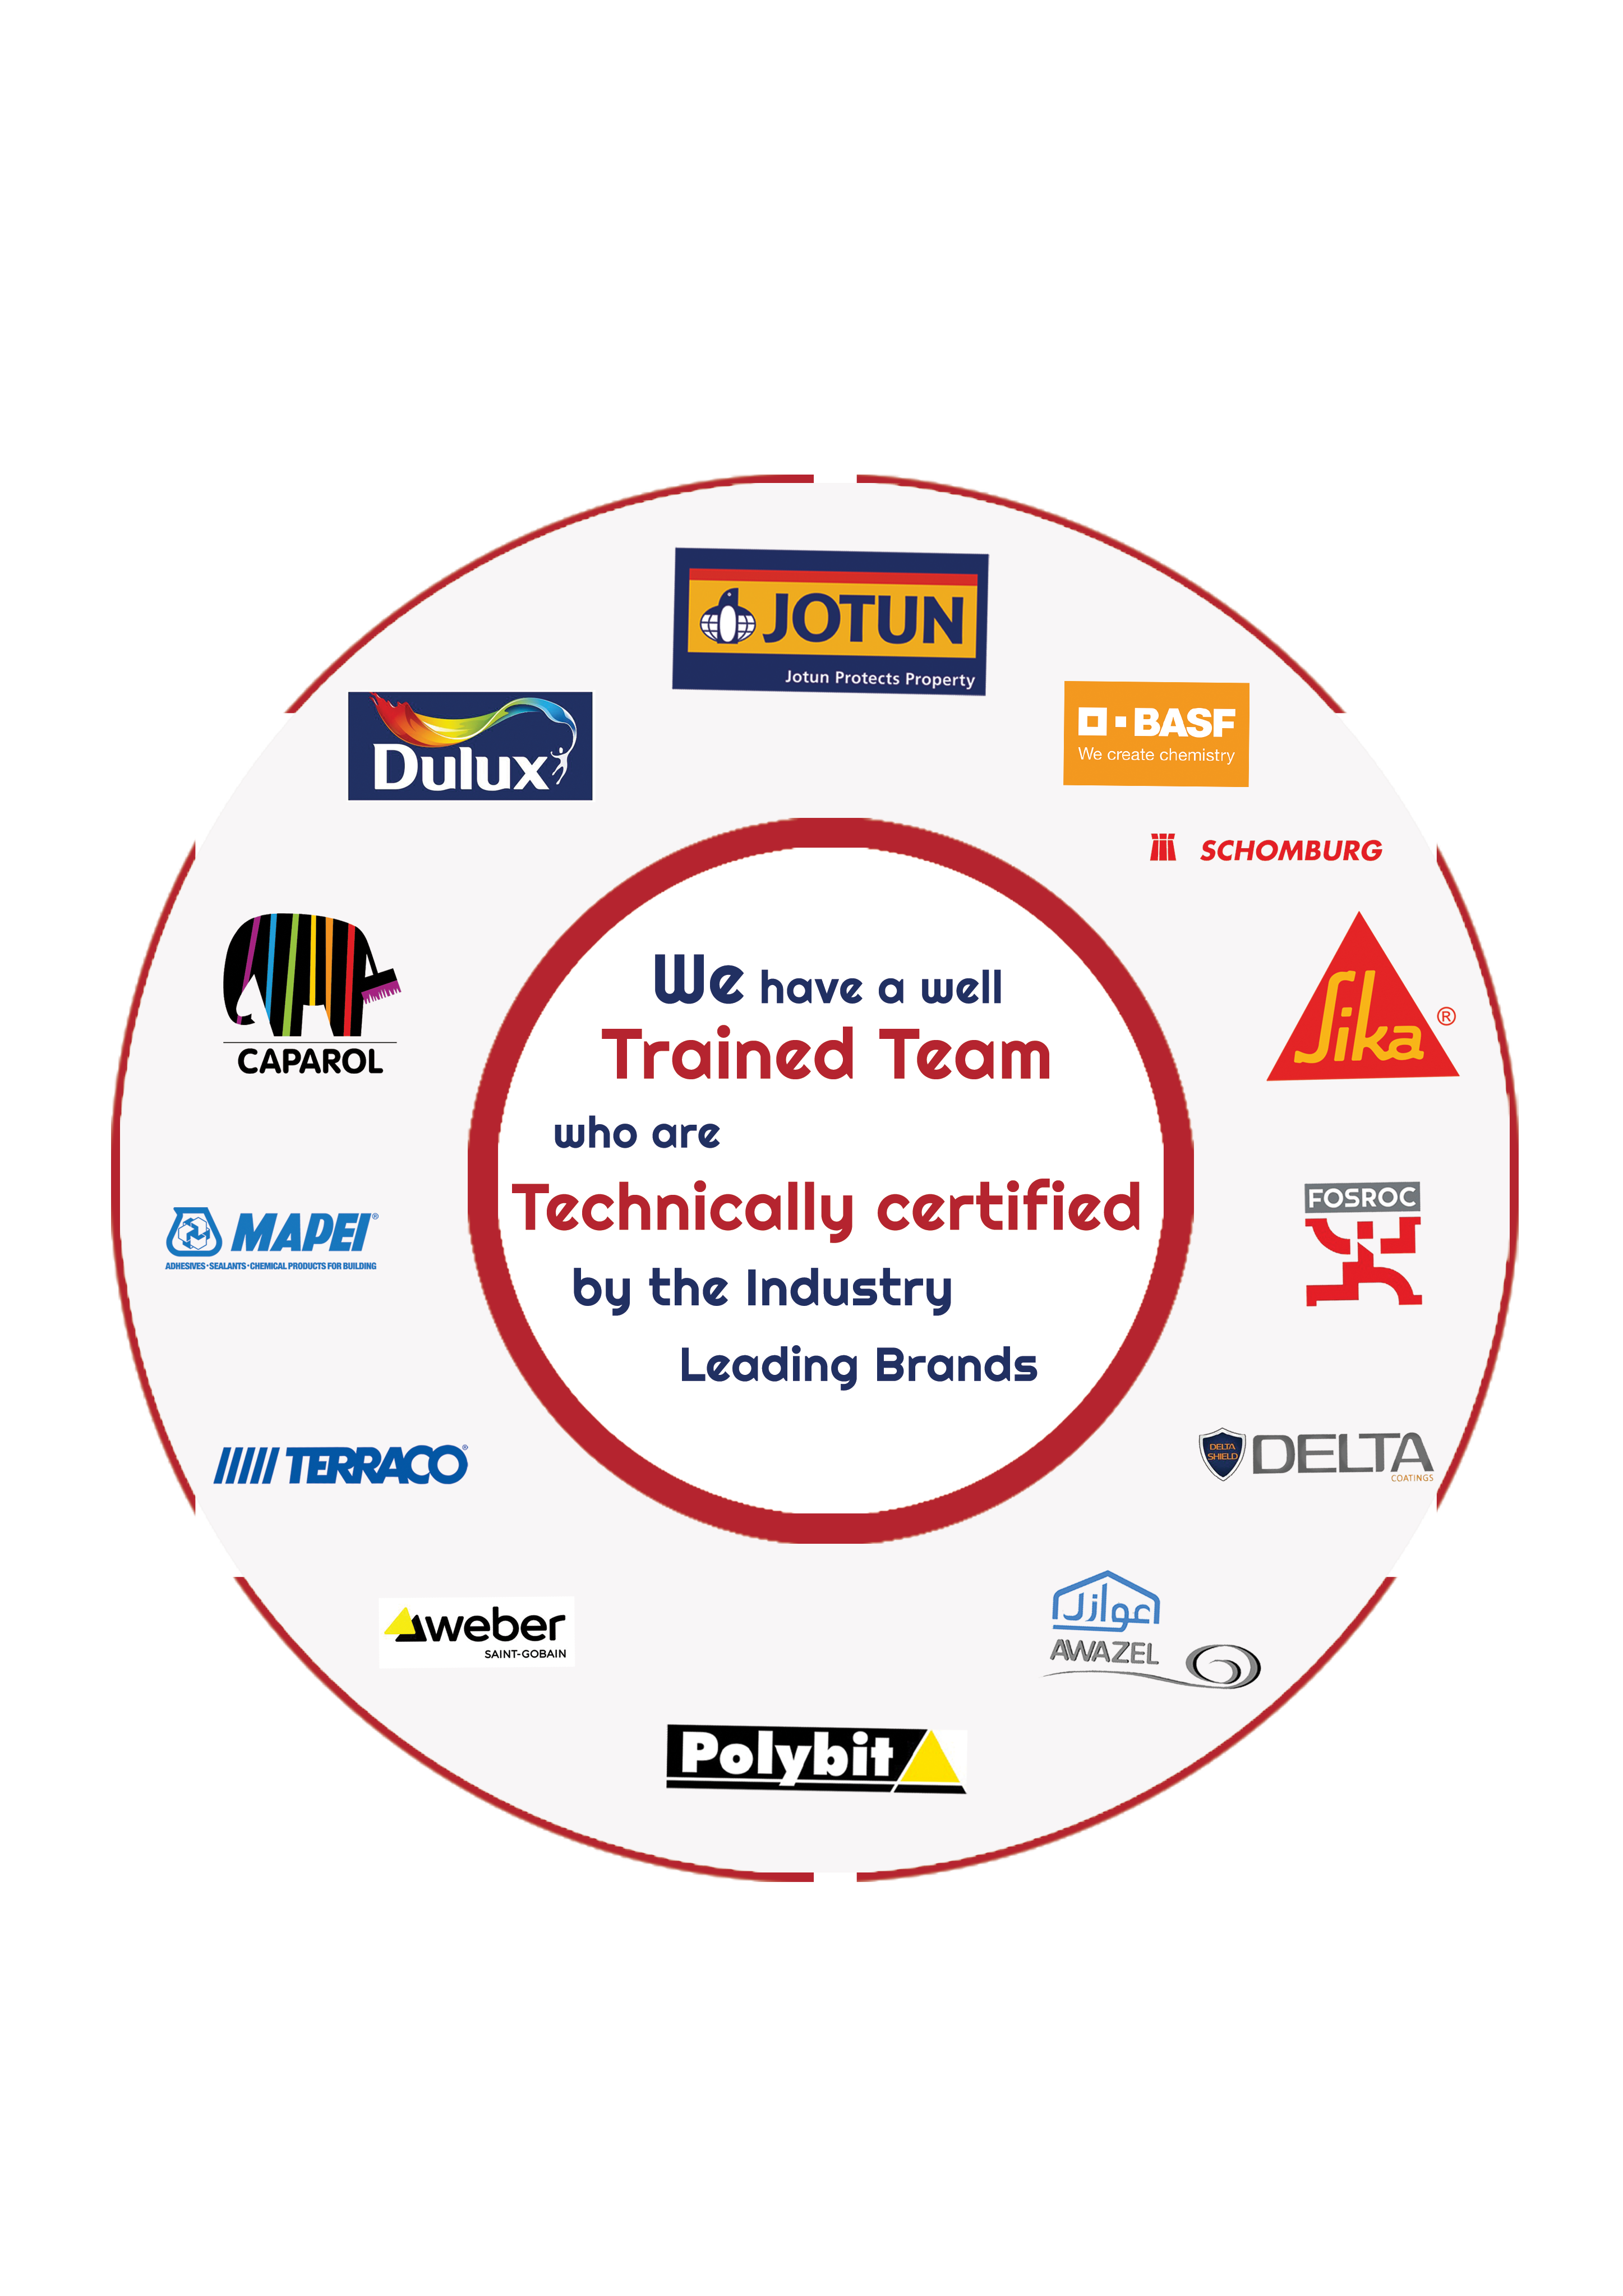 JOTUN
Jotun Protects Property
Dulux
BASF
We create chemistry
SCHOMBURG
CAPAROL
Sika ®
We have a well
Trained Team
who are
Technically certified
by the Industry
Leading Brands
MAPEI®
ADHESIVES•SEALANTS•CHEMICAL PRODUCTS FOR BUILDING
FOSROC
TERRACO®
DELTA SHIELD
DELTA
COATINGS
weber
SAINT-GOBAIN
عوازل
AWAZEL
Polybit